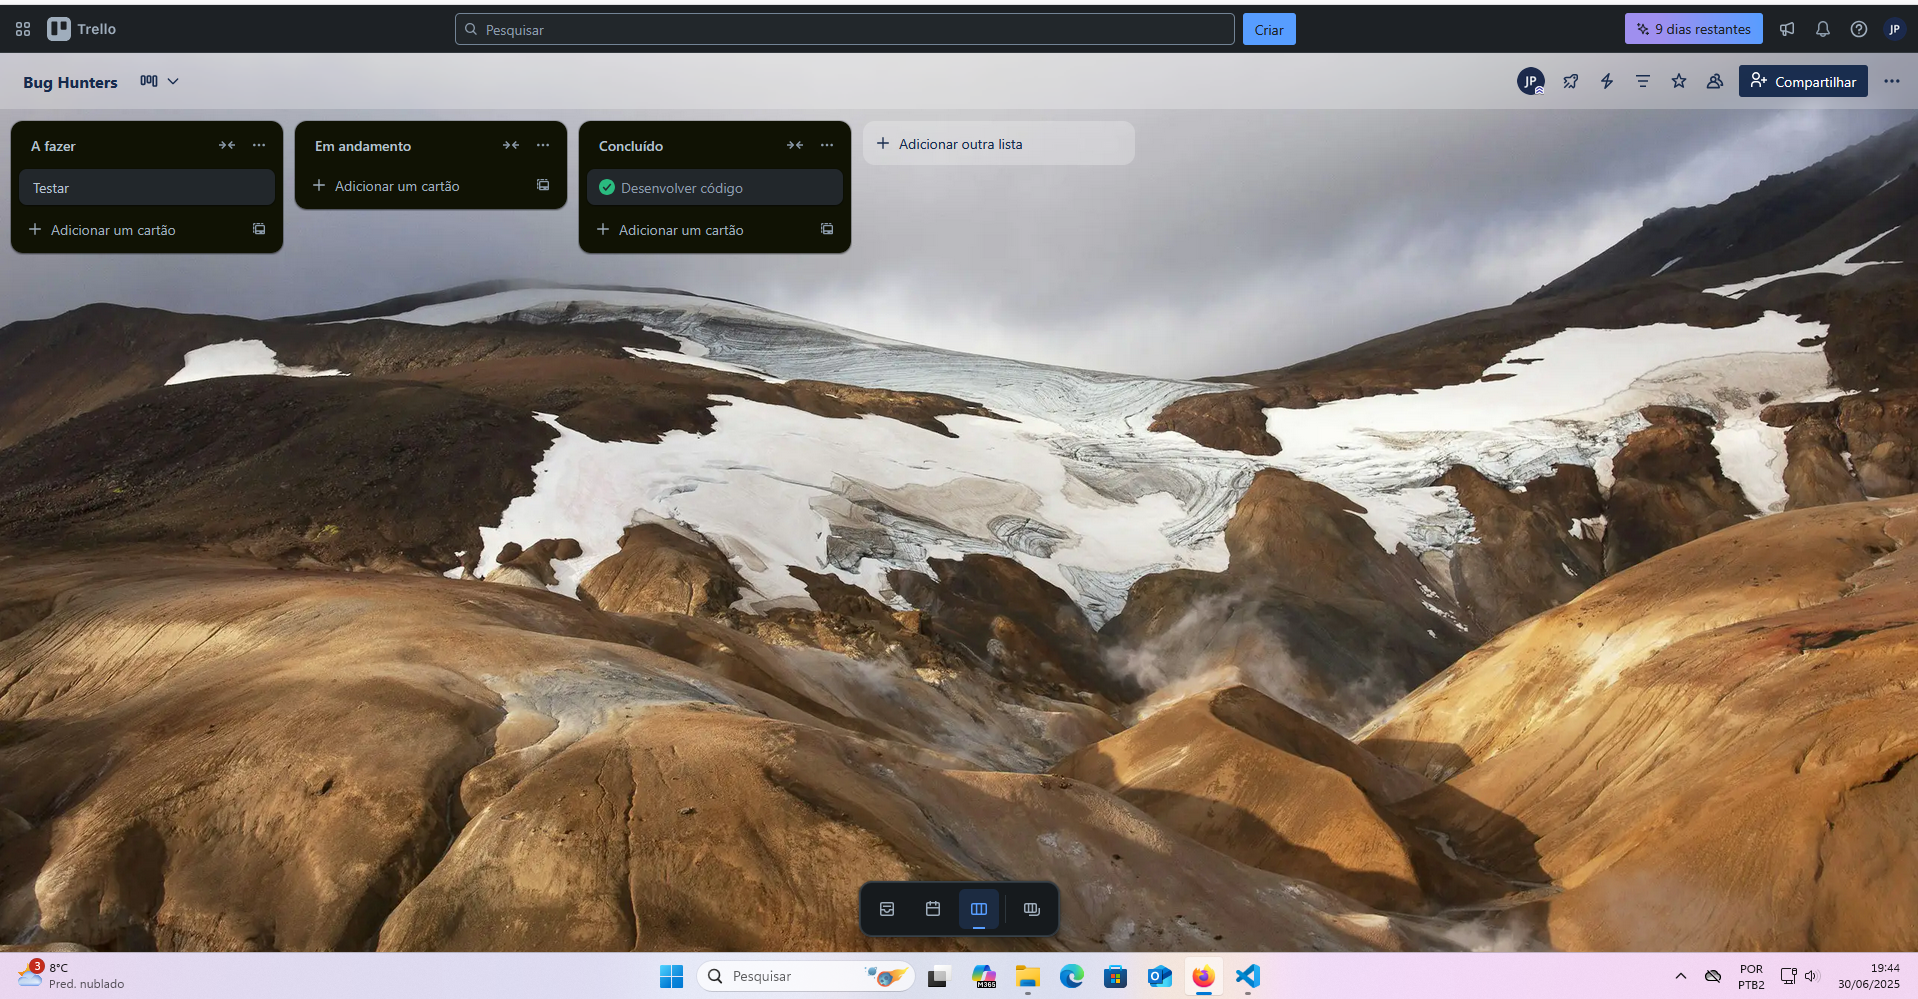 Trello
Pesquisar
Criar
9 dias restantes
JP
Bug Hunters
JP
Compartilhar
A fazer
Testar
Adicionar um cartão
Em andamento
Adicionar um cartão
Concluído
Desenvolver código
Adicionar um cartão
Adicionar outra lista
3
8°C
Pred. nublado
Pesquisar
M365
POR
PTB2
19:44
30/06/2025